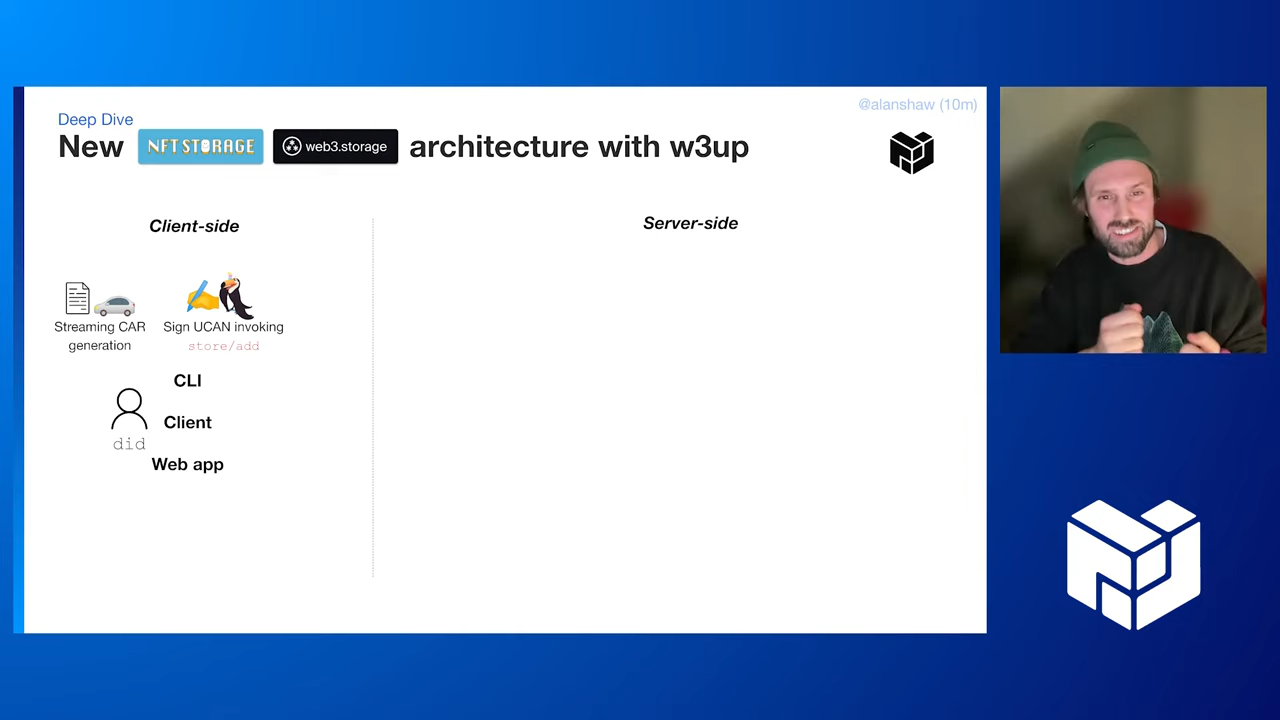 @alanshaw (10m)
Deep Dive
New NFT STORAGE web3.storage architecture with w3up
Client-side
Server-side
Streaming CAR
generation
Sign UCAN invoking
store/add
CLI
Client
did
Web app